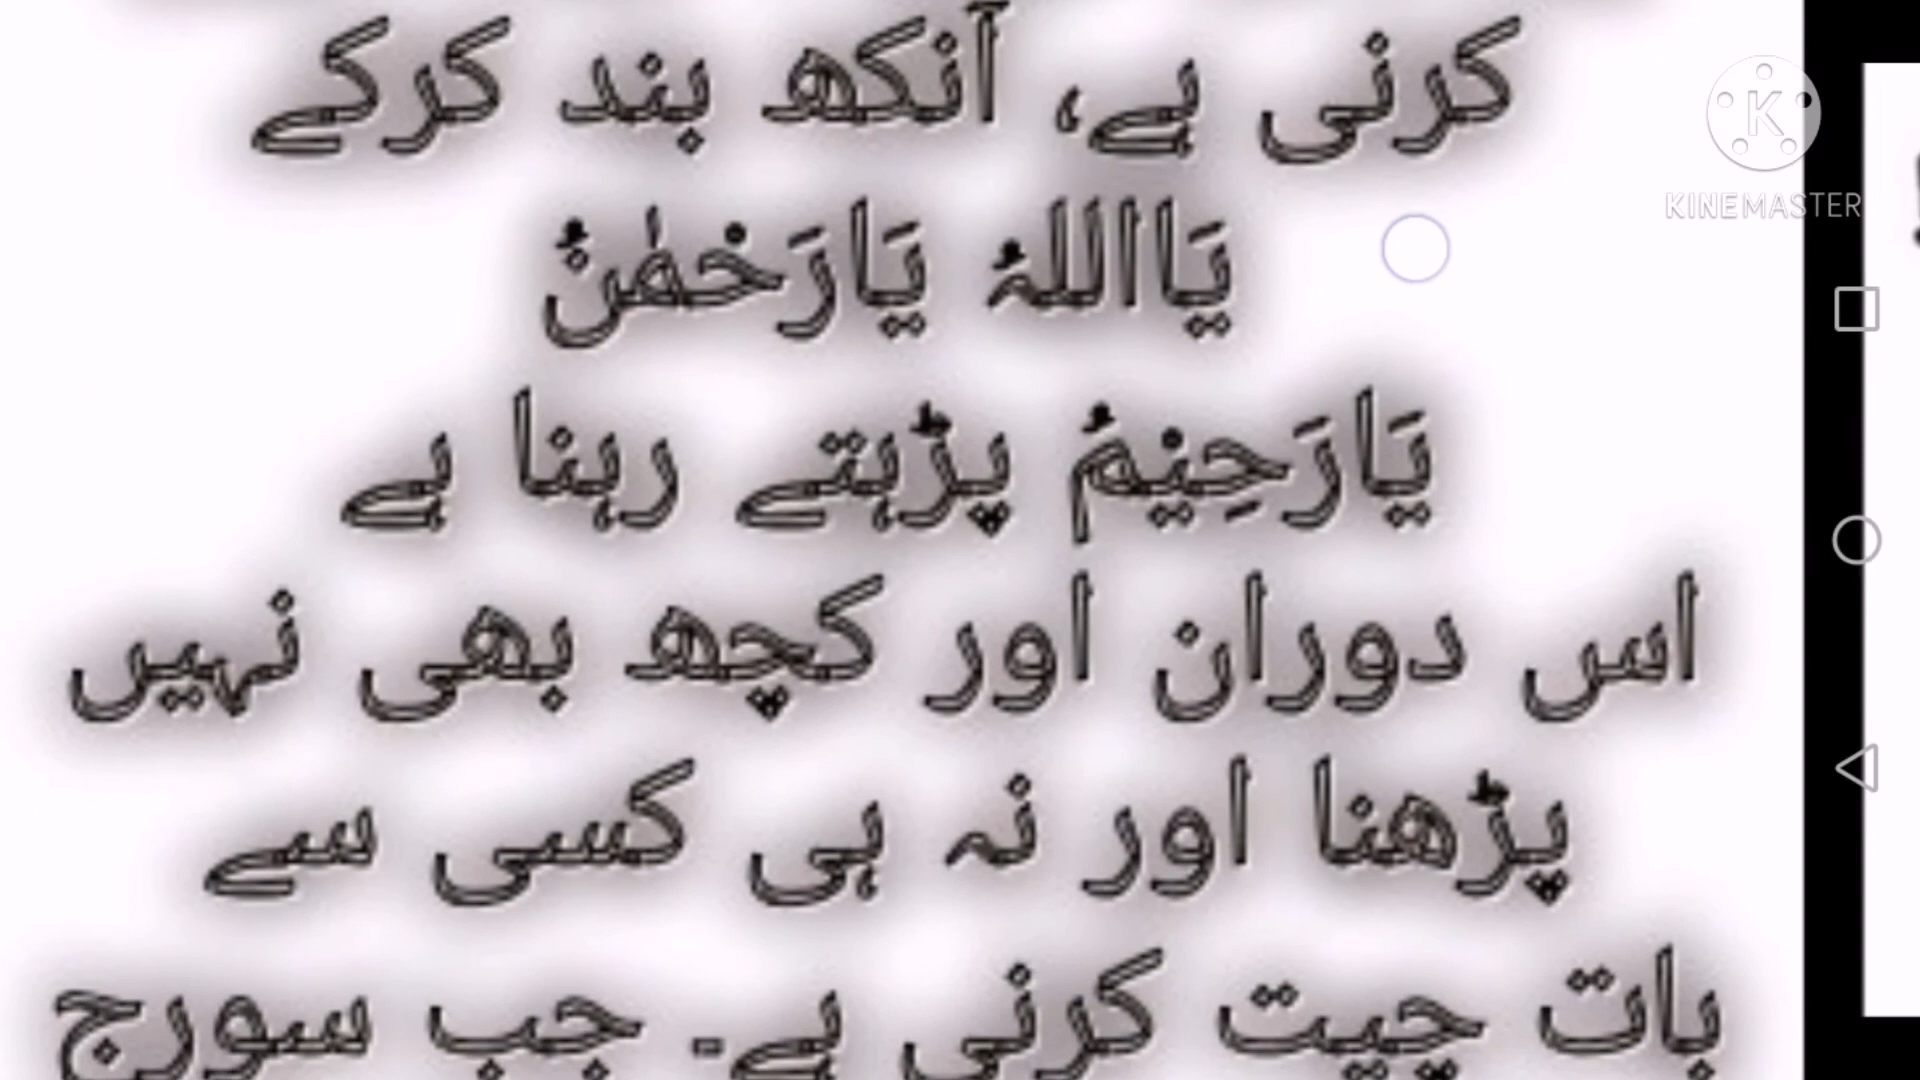 کرنی ہے، آنکھ بند کرکے
یَااللہُ یَارَحْمٰنُ
یَارَحِیْمُ پڑہتے رہنا ہے
اس دوران اور کچھ بھی نہیں
پڑھنا اور نہ ہی کسی سے
بات چیت کرنی ہے۔ جب سورج
KINEMASTER